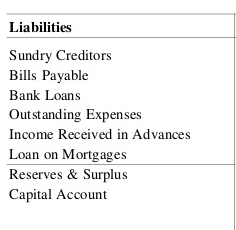 Liabilities
Sundry Creditors
Bills Payable
Bank Loans
Outstanding Expenses
Income Received in Advances
Loan on Mortgages
Reserves & Surplus
Capital Account